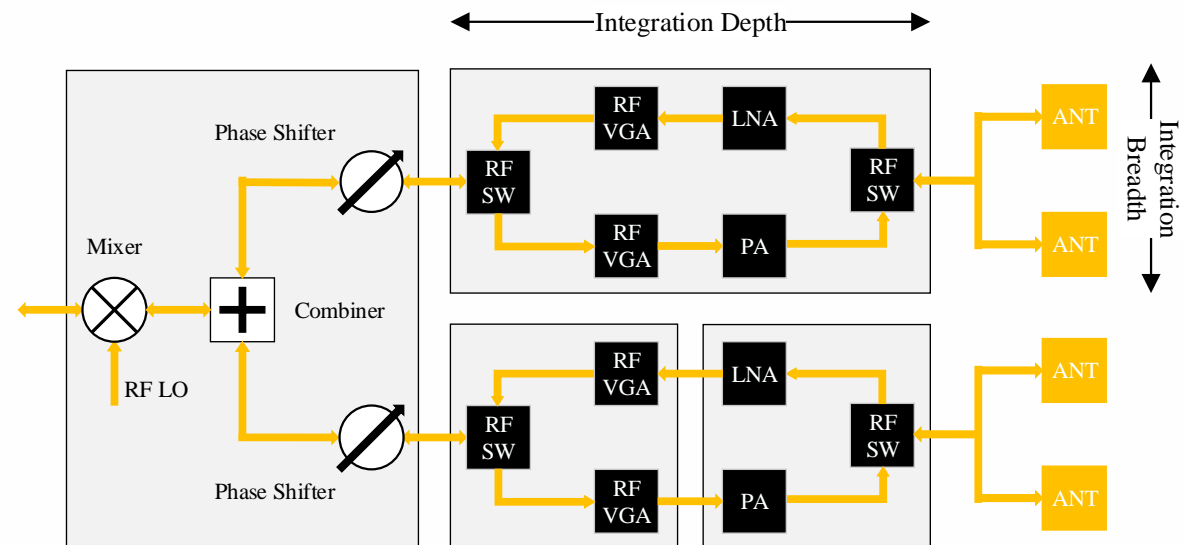 Integration Depth
Phase Shifter
RF
VGA
LNA
ANT
RF
SW
RF
SW
Integration
Breadth
RF
VGA
PA
ANT
Mixer
Combiner
RF LO
RF
VGA
LNA
ANT
RF
SW
RF
SW
Phase Shifter
RF
VGA
PA
ANT